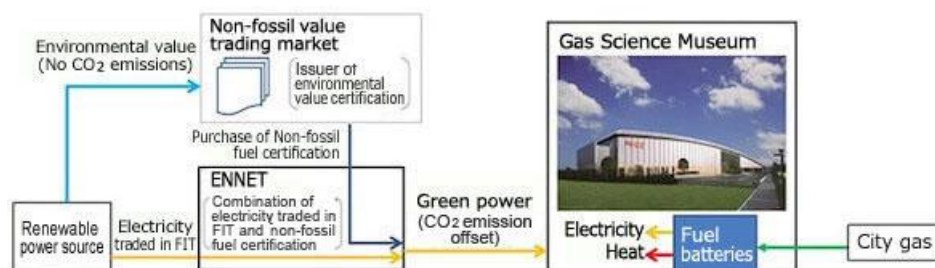 Non-fossil value
trading market
Issuer of
environmental
value certification
Environmental value
(No CO2 emissions)
Purchase of Non-fossil
fuel certification
ENNET
Combination of
electricity traded in
FIT and non-fossil
fuel certification
Renewable
power source
Electricity
traded in FIT
Green power
(CO2 emission
offset)
Gas Science Museum
Electricity
Heat
Fuel
batteries
City gas